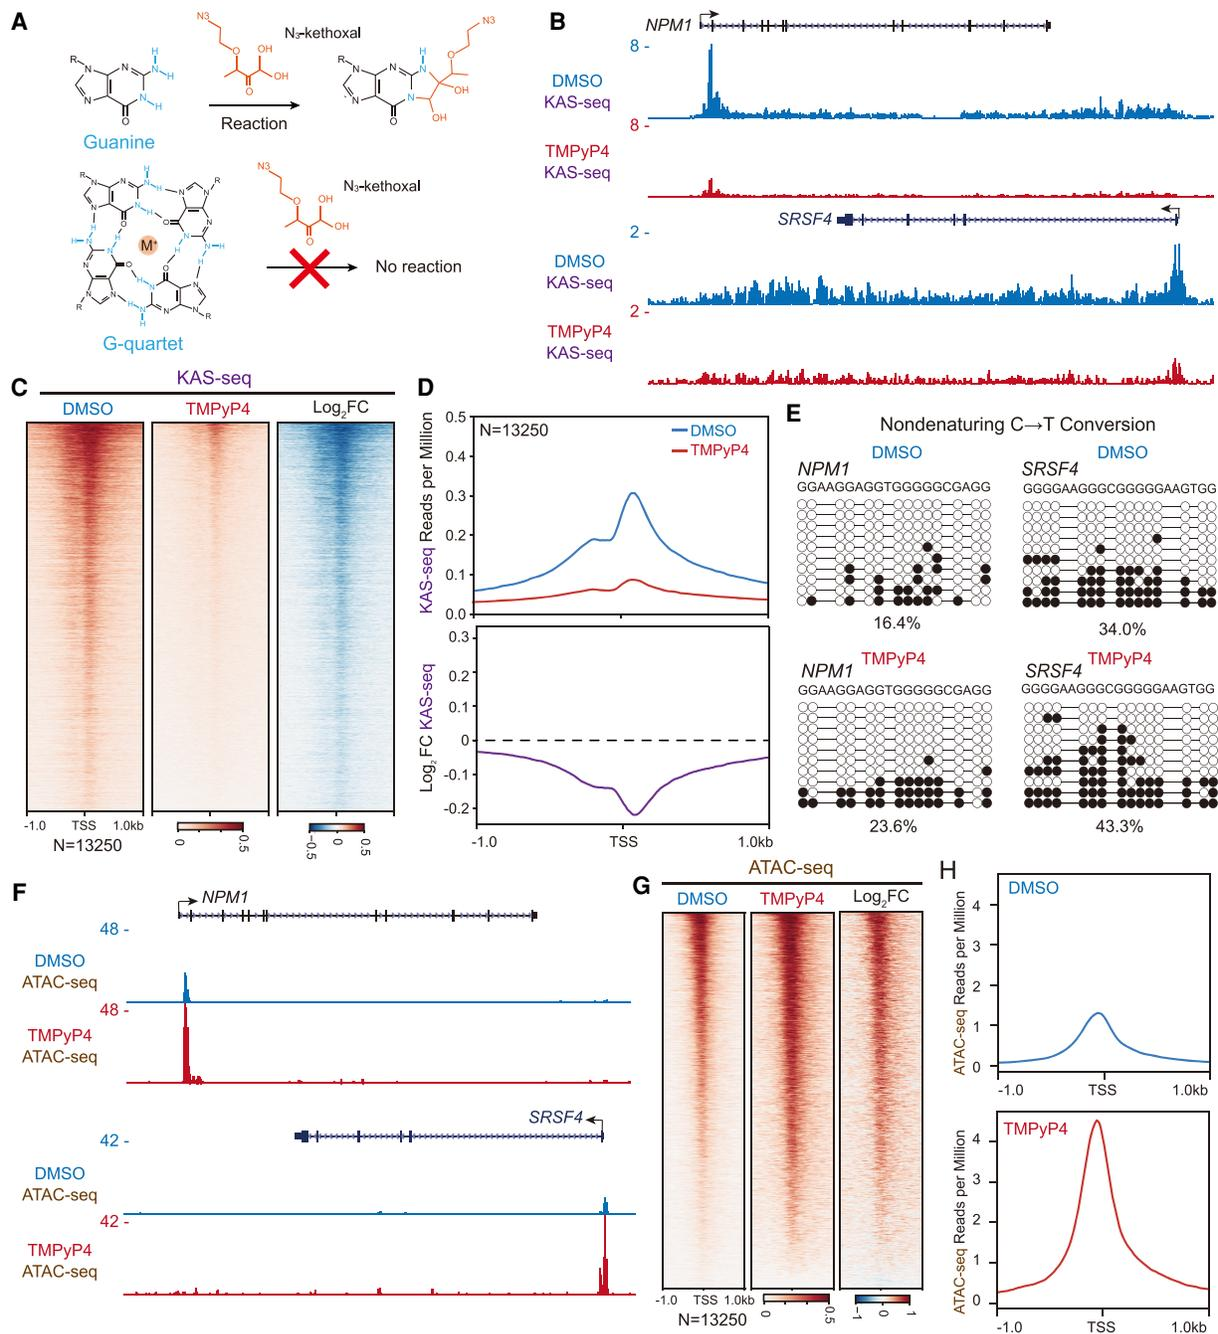 A
N3
O
OH
OH
O
N₃-kethoxal
Reaction
Guanine
N3
N₃-kethoxal
M⁺
No reaction
G-quartet
B
NPM1
8 -
DMSO
KAS-seq
8 -
TMPyP4
KAS-seq
SRSF4
2 -
DMSO
KAS-seq
2 -
TMPyP4
KAS-seq
C
KAS-seq
DMSO
TMPyP4
Log₂FC
-1.0 TSS 1.0kb
N=13250
0 0.5
-0.5 0 0.5
D
N=13250
DMSO
TMPyP4
KAS-seq Reads per Million
0.5
0.4
0.3
0.2
0.1
0.0
Log₂ FC KAS-seq
0.3
0.2
0.1
0
-0.1
-0.2
-1.0 TSS 1.0kb
E
Nondenaturing C→T Conversion
DMSO
NPM1
GGAAGGAGGTGGGGGCGAGG
16.4%
DMSO
SRSF4
GGGGAAGGGCGGGGGAAGTGG
34.0%
TMPyP4
NPM1
GGAAGGAGGTGGGGGCGAGG
23.6%
TMPyP4
SRSF4
GGGGAAGGGCGGGGGAAGTGG
43.3%
F
NPM1
48 -
DMSO
ATAC-seq
48 -
TMPyP4
ATAC-seq
SRSF4
42 -
DMSO
ATAC-seq
42 -
TMPyP4
ATAC-seq
G
ATAC-seq
DMSO
TMPyP4
Log₂FC
-1.0 TSS 1.0kb
N=13250
0 0.5
-1 0 1
H
DMSO
ATAC-seq Reads per Million
4
3
2
1
0
-1.0 TSS 1.0kb
TMPyP4
ATAC-seq Reads per Million
4
3
2
1
0
-1.0 TSS 1.0kb